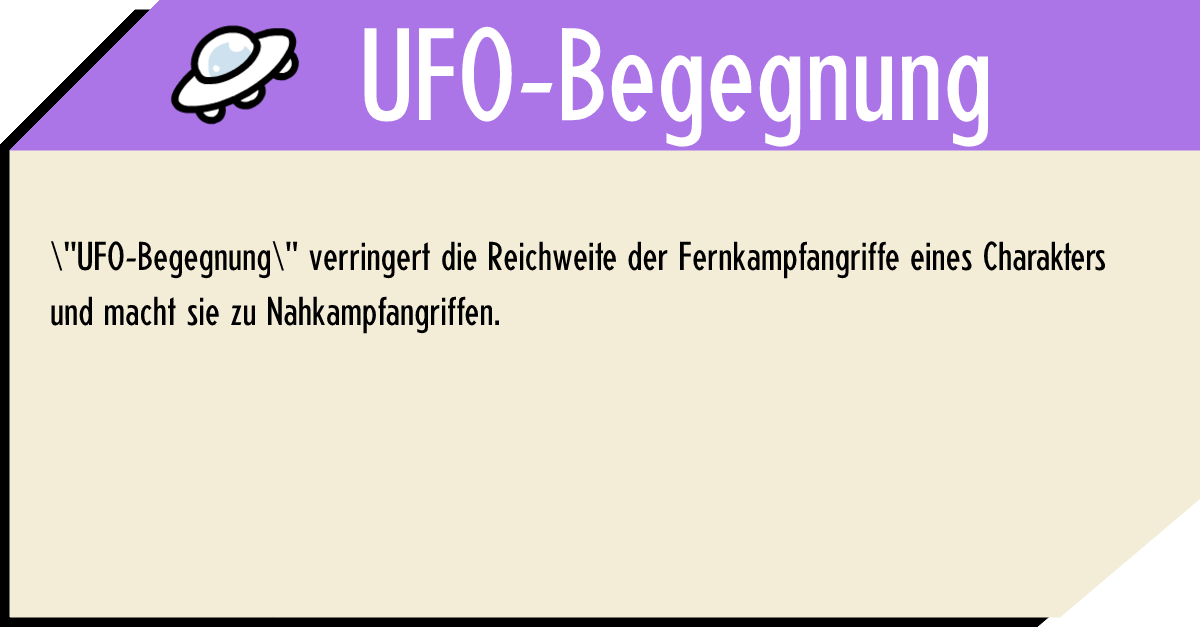 UFO-Begegnung
\"UFO-Begegnung\" verringert die Reichweite der Fernkampfangriffe eines Charakters
und macht sie zu Nahkampfangriffen.